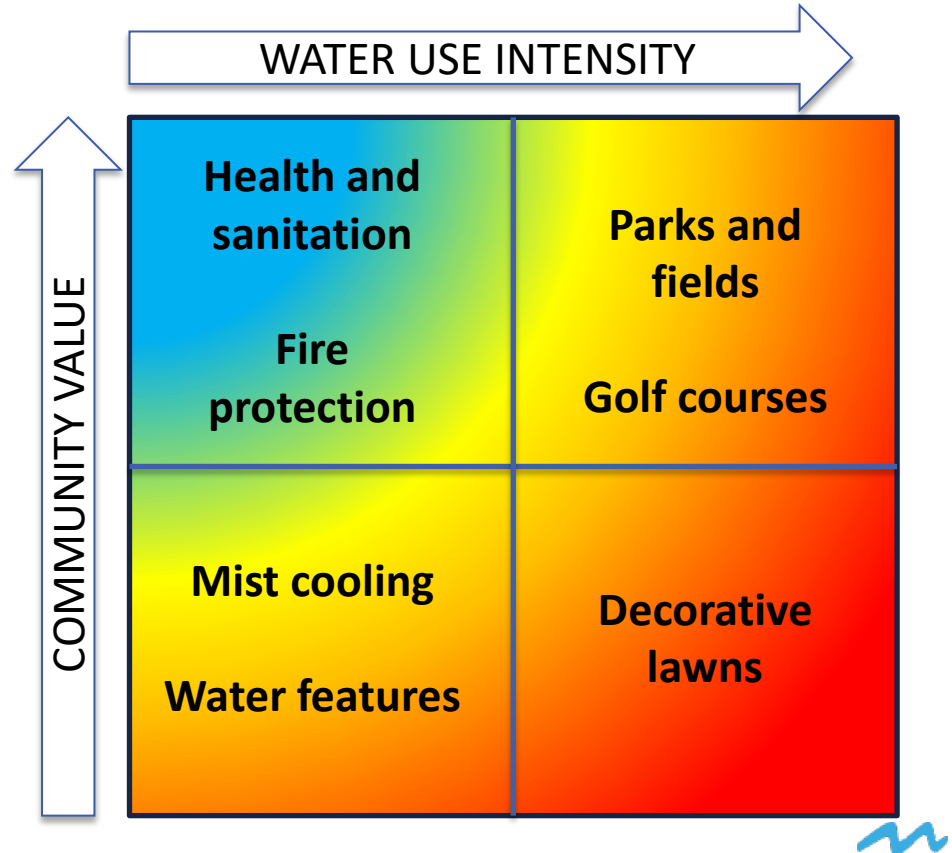 WATER USE INTENSITY
COMMUNITY VALUE
Health and
sanitation
Fire
protection
Parks and
fields
Golf courses
Mist cooling
Water features
Decorative
lawns